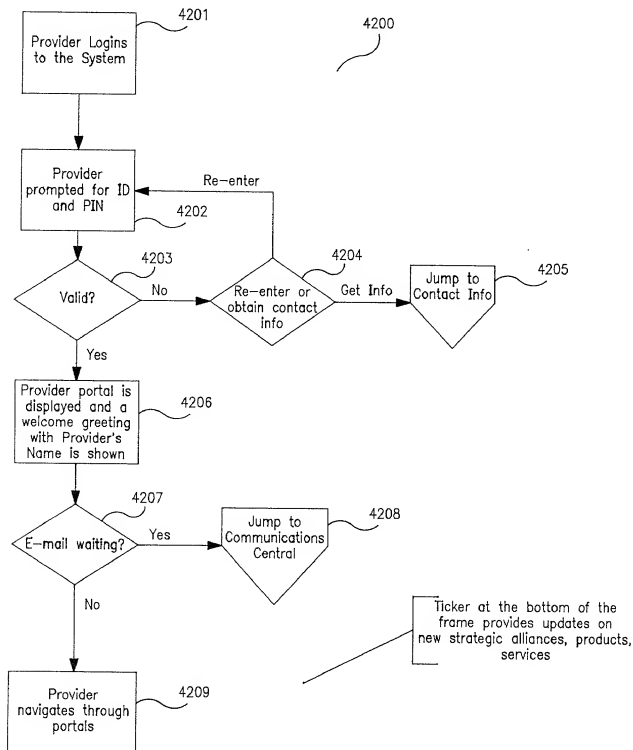 4201
Provider Logins
to the System
4200
Provider
prompted for ID
and PIN
Re-enter
4202
4203
Valid?
No
4204
Re-enter or
obtain contact
info
Get Info
Jump to
Contact Info
4205
Yes
Provider portal is
displayed and a
welcome greeting
with Provider's
Name is shown
4206
4207
E-mail waiting?
Yes
Jump to
Communications
Central
4208
No
Ticker at the bottom of the
frame provides updates on
new strategic alliances, products,
services
Provider
navigates through
portals
4209